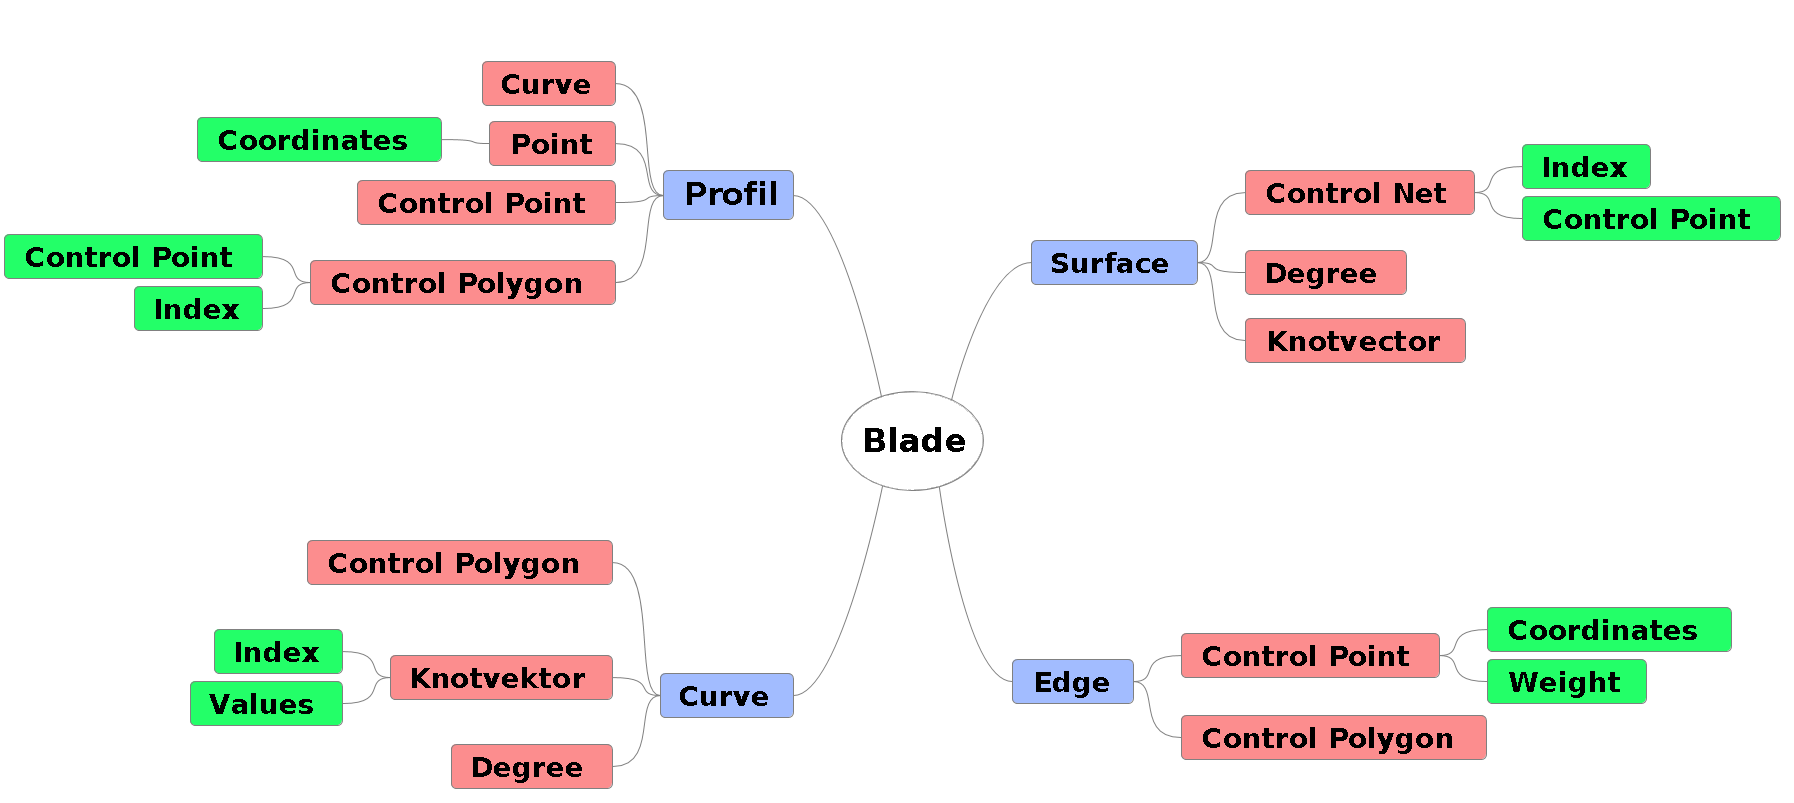 Curve
Coordinates
Point
Profil
Control Point
Control Point
Control Polygon
Index
Index
Control Net
Control Point
Surface
Degree
Knotvector
Blade
Control Polygon
Index
Knotvektor
Values
Curve
Degree
Coordinates
Control Point
Edge
Weight
Control Polygon